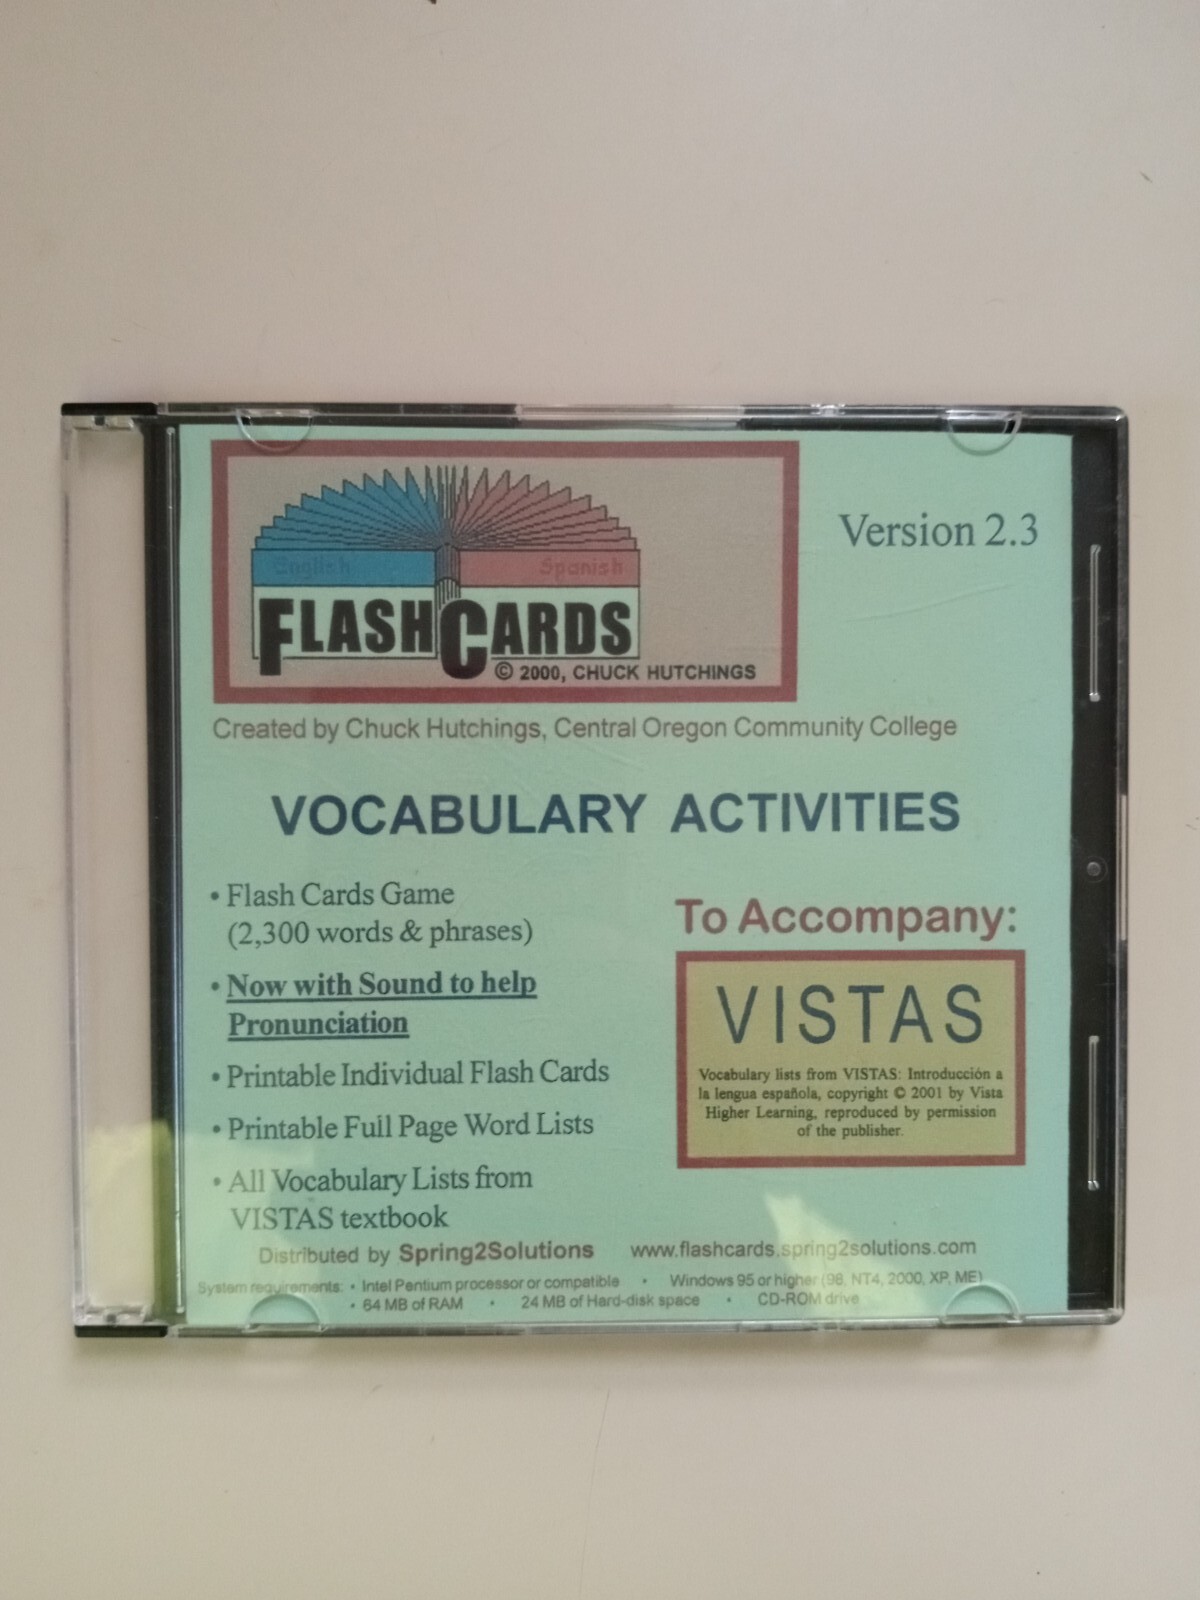 English Spanish
FLASHCARDS
© 2000, CHUCK HUTCHINGS
Version 2.3
Created by Chuck Hutchings, Central Oregon Community College
VOCABULARY ACTIVITIES
• Flash Cards Game
(2,300 words & phrases)
• Now with Sound to help
Pronunciation
• Printable Individual Flash Cards
• Printable Full Page Word Lists
• All Vocabulary Lists from
VISTAS textbook
To Accompany:
VISTAS
Vocabulary lists from VISTAS: Introducción a
la lengua española, copyright © 2001 by Vista
Higher Learning, reproduced by permission
of the publisher.
Distributed by Spring2Solutions www.flashcards.spring2solutions.com
System requirements: • Intel Pentium processor or compatible • Windows 95 or higher (98, NT4, 2000, XP, ME)
• 64 MB of RAM • 24 MB of Hard-disk space • CD-ROM drive